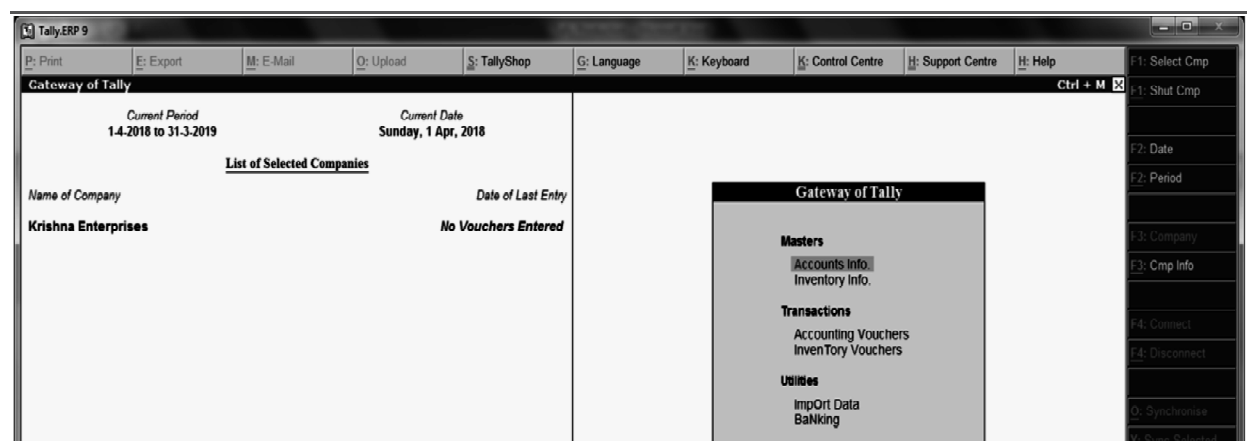 Tally.ERP 9
P: Print E: Export M: E-Mail O: Upload S: TallyShop G: Language K: Keyboard K: Control Centre H: Support Centre H: Help
Gateway of Tally Ctrl + M X
Current Period Current Date
1-4-2018 to 31-3-2019 Sunday, 1 Apr, 2018
List of Selected Companies
Name of Company Date of Last Entry
Krishna Enterprises No Vouchers Entered
Gateway of Tally
Masters
Accounts Info.
Inventory Info.
Transactions
Accounting Vouchers
InvenTory Vouchers
Utilities
ImpOrt Data
BaNking
F1: Select Cmp
F1: Shut Cmp
F2: Date
F2: Period
F3: Company
F3: Cmp Info
F4: Connect
F4: Disconnect
O: Synchronise